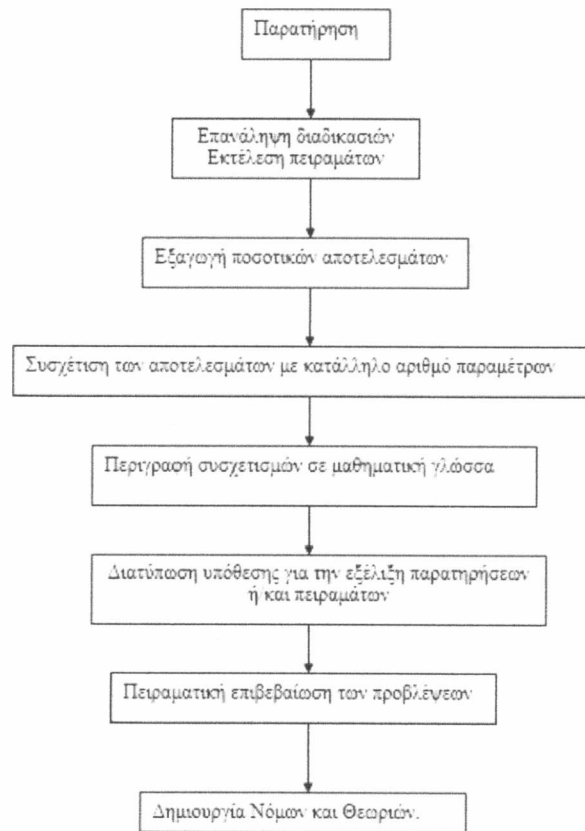 Παρατήρηση
Επανάληψη διαδικασιών
Εκτέλεση πειραμάτων
Εξαγωγή ποσοτικών αποτελεσμάτων
Συσχέτιση των αποτελεσμάτων με κατάλληλο αριθμό παραμέτρων
Περιγραφή συσχετισμών σε μαθηματική γλώσσα
Διατύπωση υπόθεσης για την εξέλιξη παρατηρήσεων
ή και πειραμάτων
Πειραματική επιβεβαίωση των προβλέψεων
Δημιουργία Νόμων και Θεωριών.